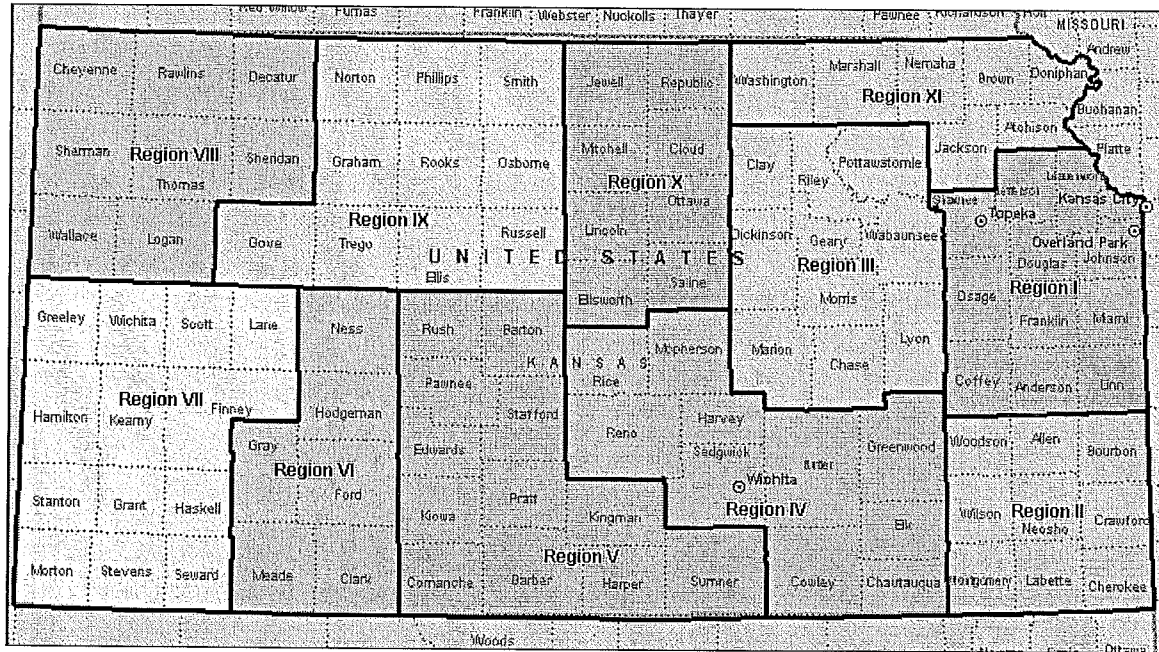 Red Willow Furnas Franklin Webster Nuckolls Thayer Pawnee Richardson Holt
MISSOURI
Andrew
Cheyenne Rawlins Decatur Norton Phillips Smith Jewell Republic Washington Marshall Nemaha Brown Doniphan
Region XI
Buchanan
Atchison
Sherman Region VIII Sheridan Graham Rooks Osborne Mitchell Cloud Clay Riley Pottawatomie Jackson Platte
Thomas
Region X
Ottawa
Shawnee Kansas City
Topeka
Wallace Logan Gove Region IX Trego Russell Lincoln Dickinson Geary Wabaunsee Overland Park
UNITED STATES
Region III
Douglas Johnson
Ellis
Ellsworth Saline Morris Osage Region I
Greeley Wichita Scott Lane Ness Rush Barton Lyon Franklin Miami
KANSAS
Mcpherson Marion Chase
Rice
Pawnee Coffey Anderson Linn
Region VII
Hamilton Kearny Finney Hodgeman Stafford Harvey
Gray Edwards Reno Sedgwick Butler Greenwood Woodson Allen Bourbon
Region VI
Ford
Wichita
Stanton Grant Haskell Pratt Region IV Wilson Region II Crawford
Kiowa Kingman Elk Neosho
Region V
Morton Stevens Seward Meade Clark Comanche Barber Harper Sumner Cowley Chautauqua Montgomery Labette Cherokee
Woods
Ottawa